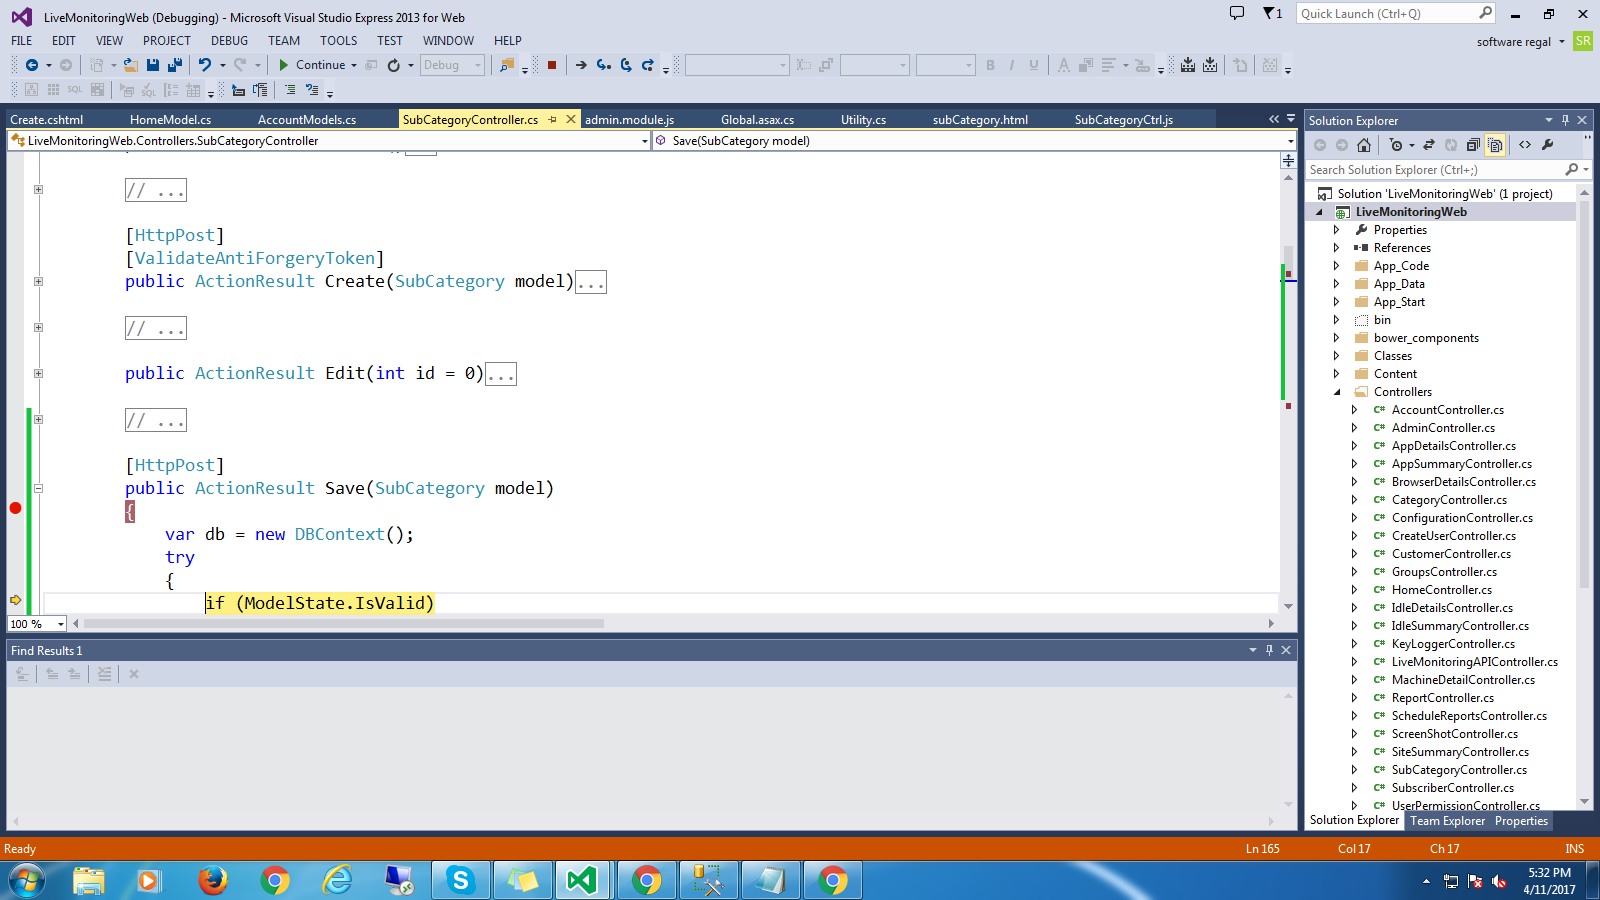 LiveMonitoringWeb (Debugging) - Microsoft Visual Studio Express 2013 for Web
1
Quick Launch (Ctrl+Q)
FILE EDIT VIEW PROJECT DEBUG TEAM TOOLS TEST WINDOW HELP
software regal
SR
Continue
Debug
B I U A
SQL
SQL
Create.cshtml HomeModel.cs AccountModels.cs SubCategoryController.cs admin.module.js Global.asax.cs Utility.cs subCategory.html SubCategoryCtrl.js
LiveMonitoringWeb.Controllers.SubCategoryController
Save(SubCategory model)
// ...
[HttpPost]
[ValidateAntiForgeryToken]
public ActionResult Create(SubCategory model)...
// ...
public ActionResult Edit(int id = 0)...
// ...
[HttpPost]
public ActionResult Save(SubCategory model)
{
var db = new DBContext();
try
{
if (ModelState.IsValid)
100 %
Find Results 1
Solution Explorer
Search Solution Explorer (Ctrl+;)
Solution 'LiveMonitoringWeb' (1 project)
LiveMonitoringWeb
Properties
References
App_Code
App_Data
App_Start
bin
bower_components
Classes
Content
Controllers
C# AccountController.cs
C# AdminController.cs
C# AppDetailsController.cs
C# AppSummaryController.cs
C# BrowserDetailsController.cs
C# CategoryController.cs
C# ConfigurationController.cs
C# CreateUserController.cs
C# CustomerController.cs
C# GroupsController.cs
C# HomeController.cs
C# IdleDetailsController.cs
C# IdleSummaryController.cs
C# KeyLoggerController.cs
C# LiveMonitoringAPIController.cs
C# MachineDetailController.cs
C# ReportController.cs
C# ScheduleReportsController.cs
C# ScreenShotController.cs
C# SiteSummaryController.cs
C# SubCategoryController.cs
C# SubscriberController.cs
C# UserPermissionController.cs
Solution Explorer Team Explorer Properties
Ready
Ln 165 Col 17 Ch 17 INS
5:32 PM
4/11/2017